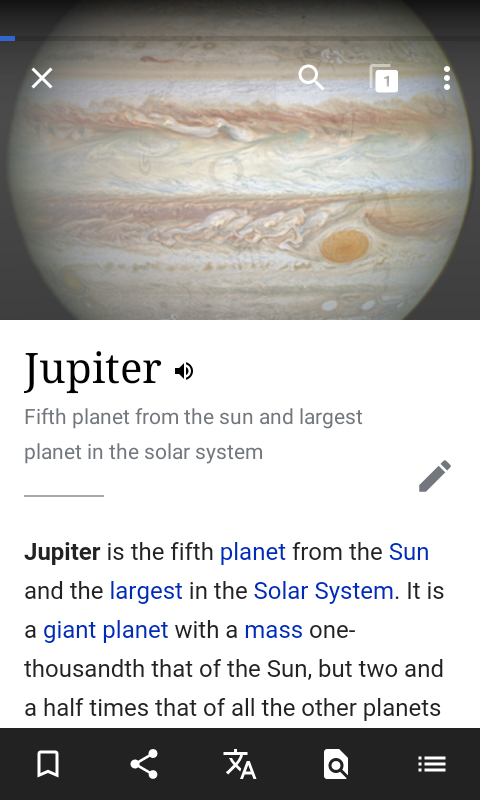 1
Jupiter
Fifth planet from the sun and largest
planet in the solar system
Jupiter is the fifth planet from the Sun
and the largest in the Solar System. It is
a giant planet with a mass one-
thousandth that of the Sun, but two and
a half times that of all the other planets